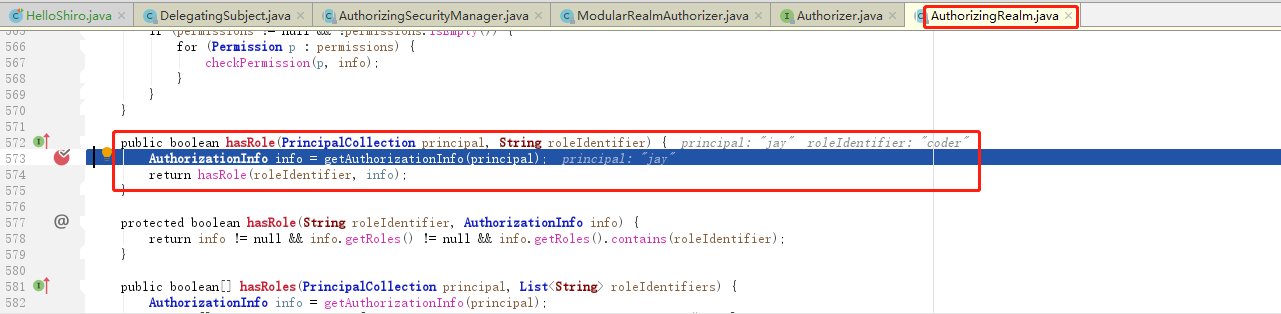 HelloShiro.java × DelegatingSubject.java × AuthorizingSecurityManager.java × ModularRealmAuthorizer.java × Authorizer.java × AuthorizingRealm.java ×
565 if (permissions != null && !permissions.isEmpty()) {
566 for (Permission p : permissions) {
567 checkPermission(p, info);
568 }
569 }
570 }
571
572 public boolean hasRole(PrincipalCollection principal, String roleIdentifier) { principal: "jay" roleIdentifier: "coder"
573 AuthorizationInfo info = getAuthorizationInfo(principal); principal: "jay"
574 return hasRole(roleIdentifier, info);
575 }
576
577 @ protected boolean hasRole(String roleIdentifier, AuthorizationInfo info) {
578 return info != null && info.getRoles() != null && info.getRoles().contains(roleIdentifier);
579 }
580
581 public boolean[] hasRoles(PrincipalCollection principal, List<String> roleIdentifiers) {
582 AuthorizationInfo info = getAuthorizationInfo(principal);